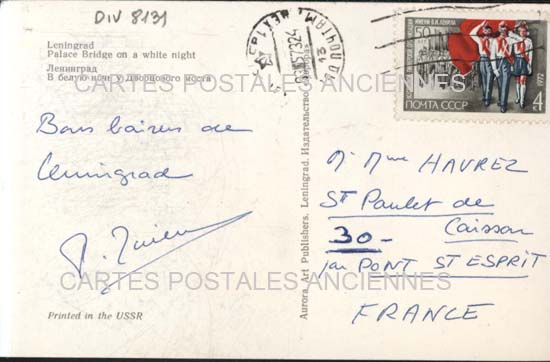 DIV 8131
Leningrad
Palace Bridge on a white night
Ленинград
В белую ночь у Дворцового моста
ПОЧТА СССР
1972
4
к
CARTES POSTALES ANCIENNES
Bons baisers de
Leningrad
Aurora Art Publishers. Leningrad. Издательство
M. Mme HAVREZ
St Paulet de
Caisson
30-
par PONT ST ESPRIT
FRANCE
CARTES POSTALES ANCIENNES
Printed in the USSR